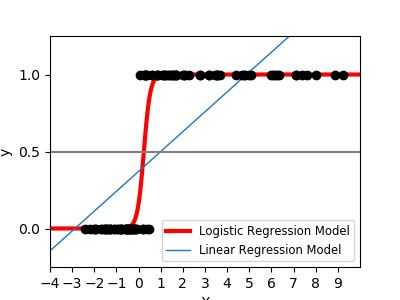 1.0
y
0.5
0.0
Logistic Regression Model
Linear Regression Model
−4 −3 −2 −1 0 1 2 3 4 5 6 7 8 9